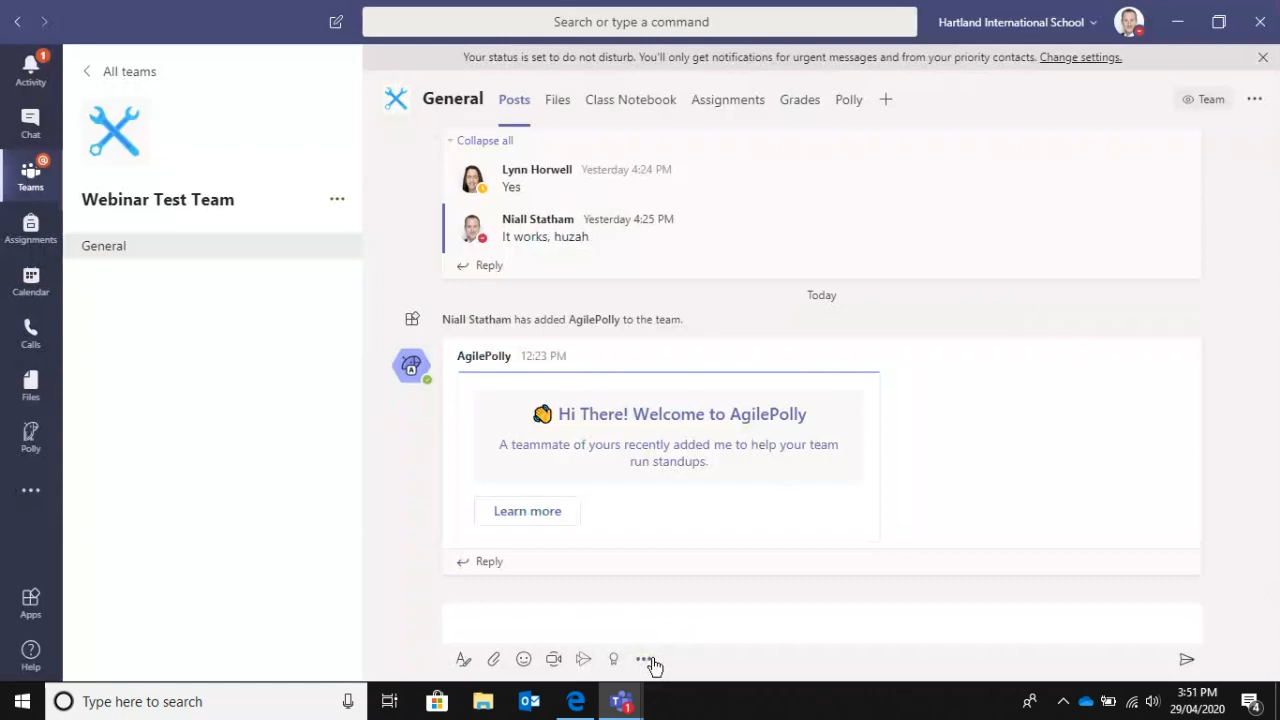 Search or type a command
Hartland International School
Your status is set to do not disturb. You'll only get notifications for urgent messages and from your priority contacts. Change settings.
1
Activity
Chat
@
Teams
Assignments
Calendar
Calls
Files
Polly
Apps
Help
All teams
Webinar Test Team
General
General
Posts
Files
Class Notebook
Assignments
Grades
Polly
Team
Collapse all
Lynn Horwell Yesterday 4:24 PM
Yes
Niall Statham Yesterday 4:25 PM
It works, huzah
Reply
Today
Niall Statham has added AgilePolly to the team.
A
AgilePolly 12:23 PM
Hi There! Welcome to AgilePolly
A teammate of yours recently added me to help your team
run standups.
Learn more
Reply
Type here to search
1
3:51 PM
29/04/2020
4